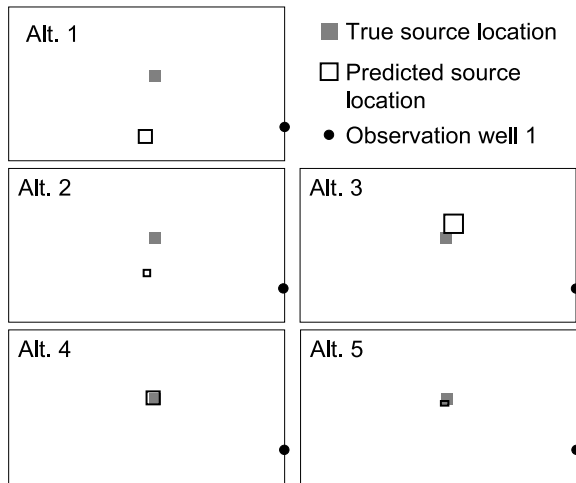 Alt. 1
True source location
Predicted source
location
Observation well 1
Alt. 2
Alt. 3
Alt. 4
Alt. 5